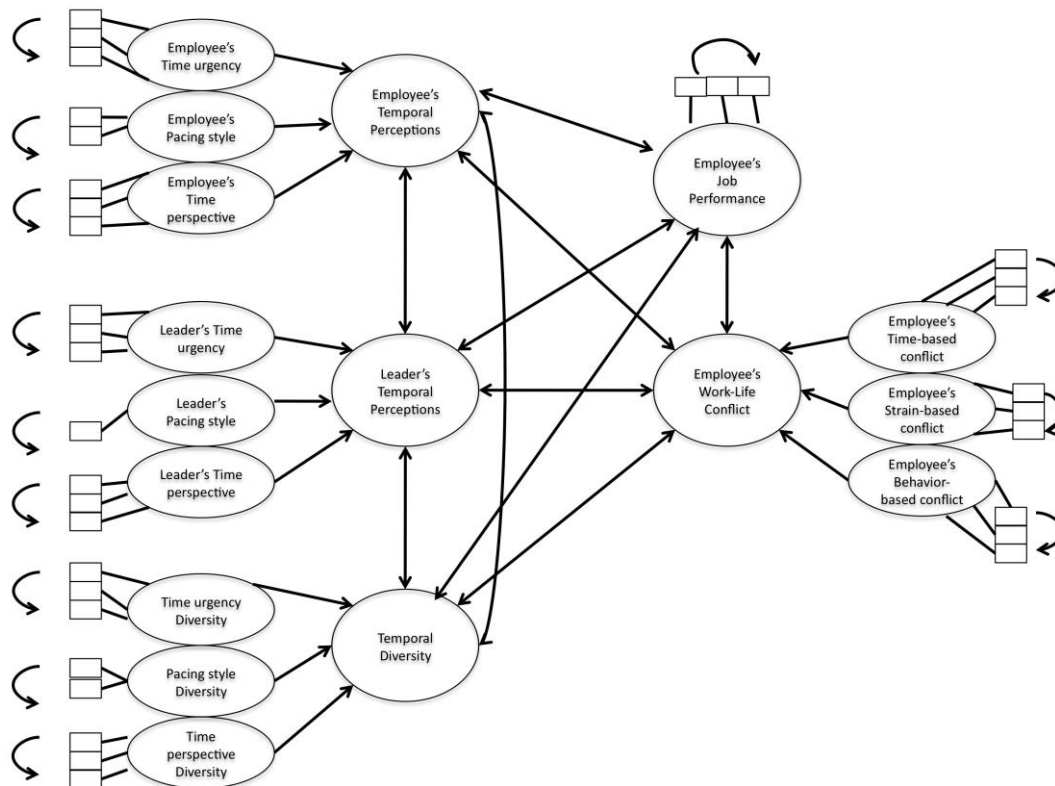 Employee's
Time urgency
Employee's
Pacing style
Employee's
Time
perspective
Employee's
Temporal
Perceptions
Employee's
Job
Performance
Leader's Time
urgency
Leader's
Pacing style
Leader's Time
perspective
Leader's
Temporal
Perceptions
Employee's
Work-Life
Conflict
Employee's
Time-based
conflict
Employee's
Strain-based
conflict
Employee's
Behavior-
based conflict
Time urgency
Diversity
Pacing style
Diversity
Time
perspective
Diversity
Temporal
Diversity